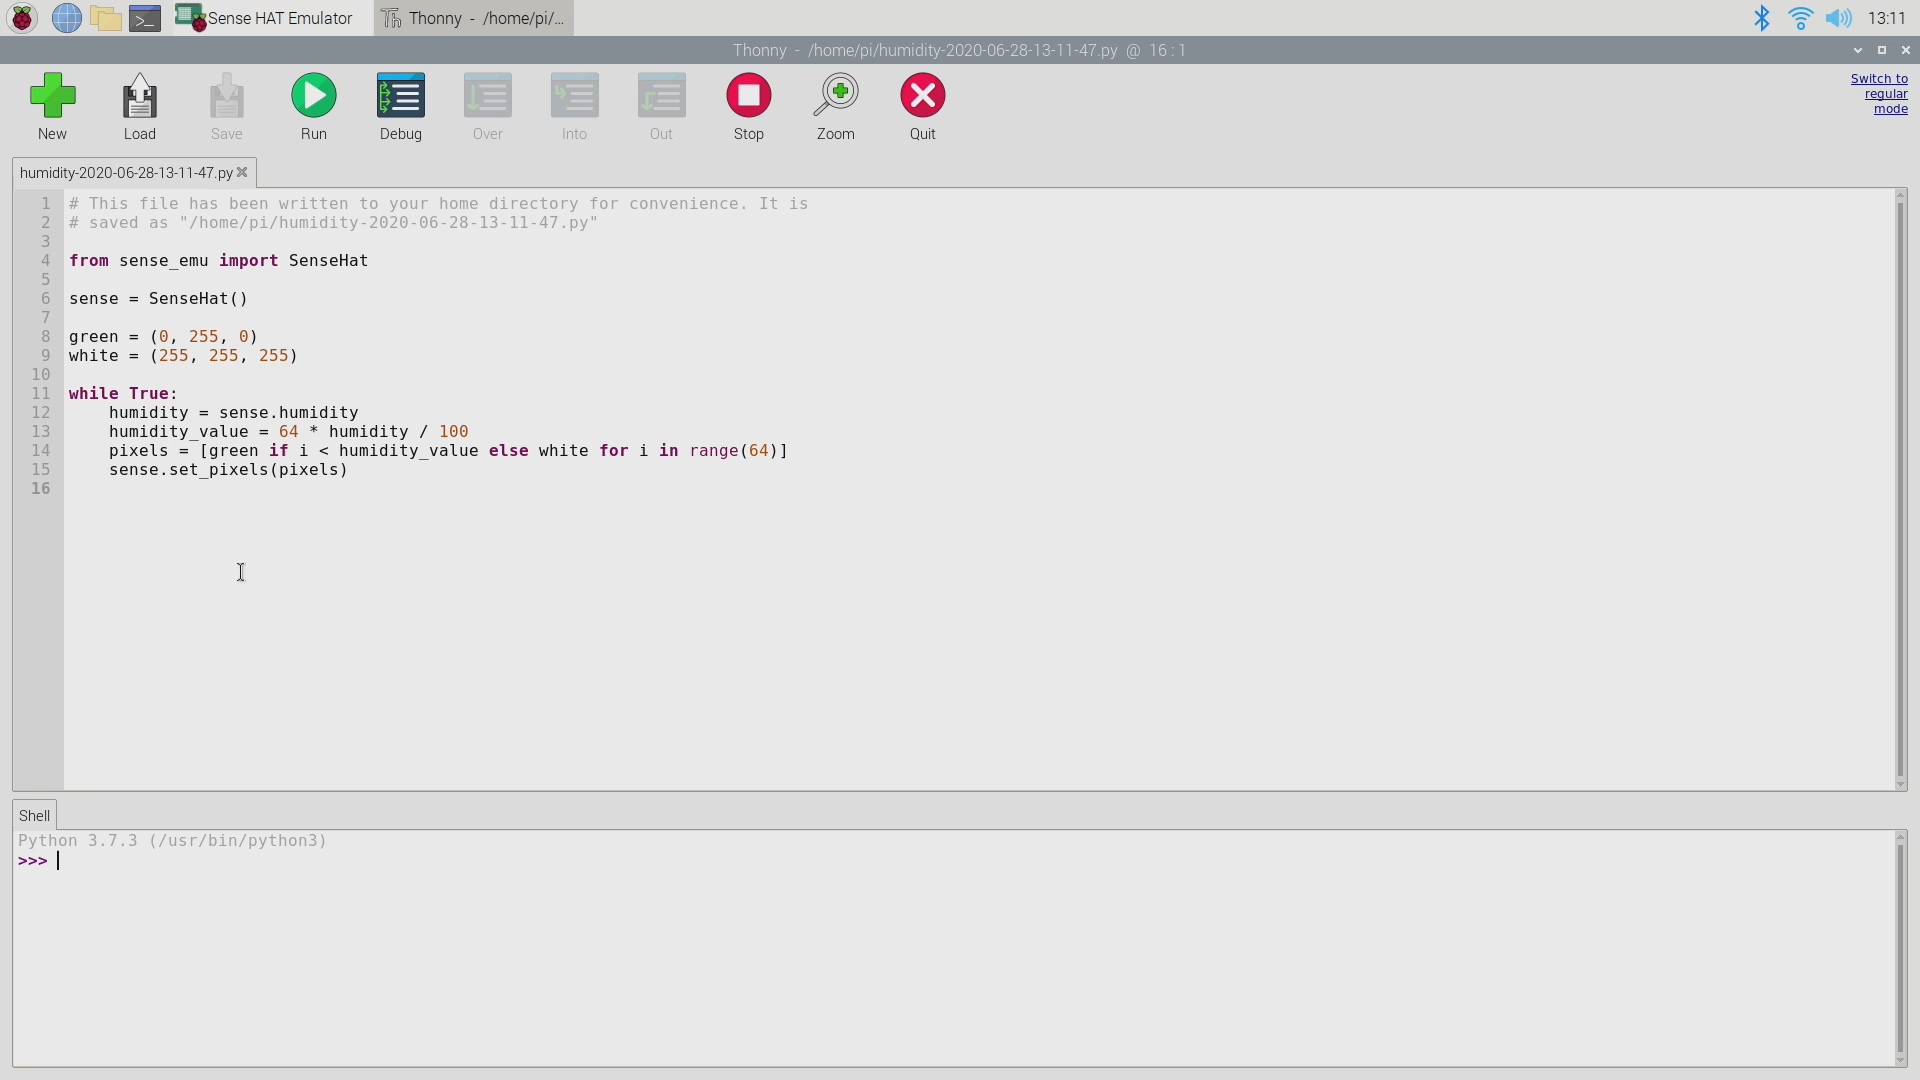 Sense HAT Emulator
Thonny - /home/pi/...
13:11
Thonny - /home/pi/humidity-2020-06-28-13-11-47.py @ 16 : 1
New
Load
Save
Run
Debug
Over
Into
Out
Stop
Zoom
Quit
Switch to
regular
mode
humidity-2020-06-28-13-11-47.py
1 # This file has been written to your home directory for convenience. It is
2 # saved as "/home/pi/humidity-2020-06-28-13-11-47.py"
3
4 from sense_emu import SenseHat
5
6 sense = SenseHat()
7
8 green = (0, 255, 0)
9 white = (255, 255, 255)
10
11 while True:
12     humidity = sense.humidity
13     humidity_value = 64 * humidity / 100
14     pixels = [green if i < humidity_value else white for i in range(64)]
15     sense.set_pixels(pixels)
16
Shell
Python 3.7.3 (/usr/bin/python3)
>>>